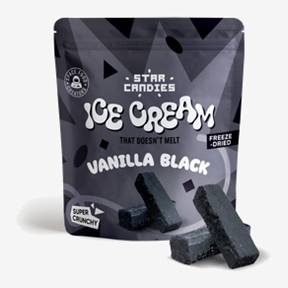 STAR
CANDIES
ICE CREAM
THAT DOESN'T MELT
FREEZE
-DRIED
VANILLA BLACK
SUPER
CRUNCHY